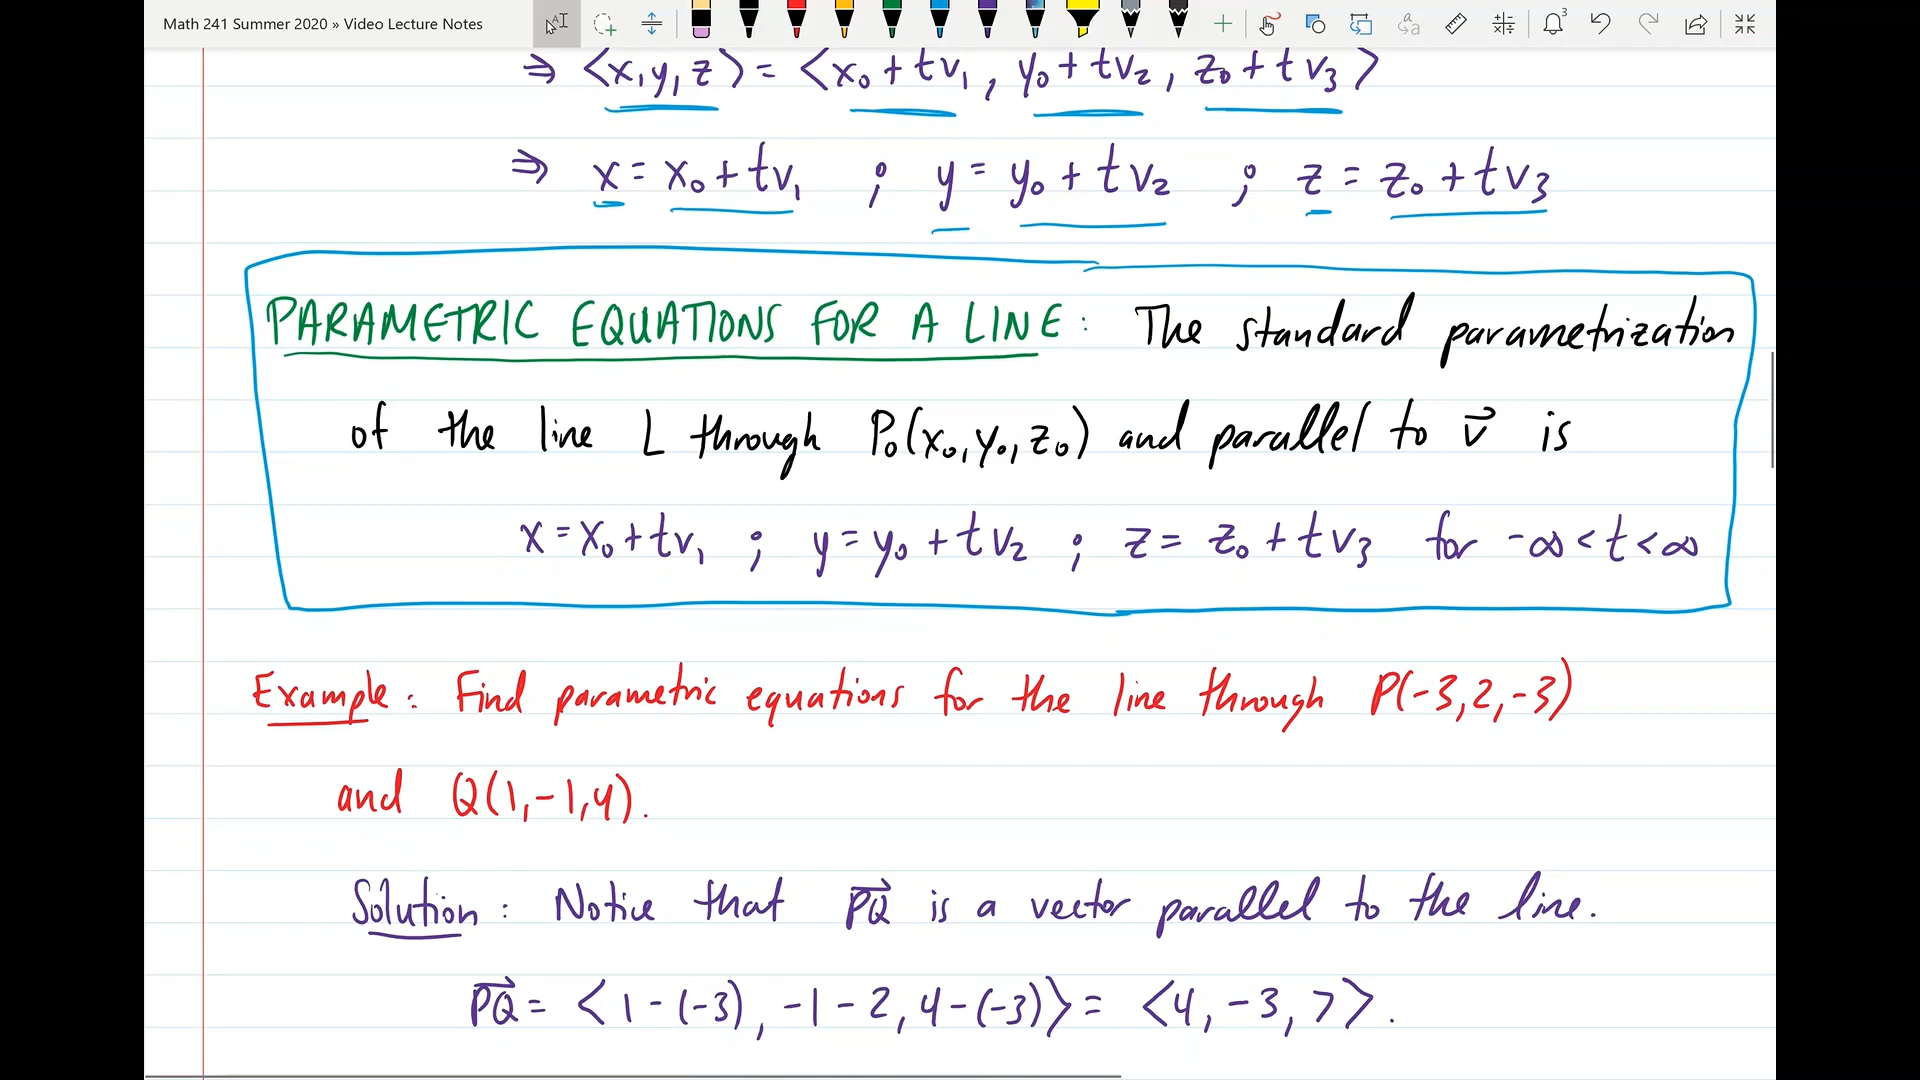 Math 241 Summer 2020 » Video Lecture Notes
3
⇒ ⟨x, y, z⟩ = ⟨x₀ + tv₁, y₀ + tv₂, z₀ + tv₃⟩
⇒ x = x₀ + tv₁ ; y = y₀ + tv₂ ; z = z₀ + tv₃
PARAMETRIC EQUATIONS FOR A LINE: The standard parametrization
of the line L through P₀(x₀, y₀, z₀) and parallel to v⃗ is
x = x₀ + tv₁ ; y = y₀ + tv₂ ; z = z₀ + tv₃ for -∞ < t < ∞
Example: Find parametric equations for the line through P(-3, 2, -3)
and Q(1, -1, 4).
Solution: Notice that P⃗Q⃗ is a vector parallel to the line.
P⃗Q⃗ = ⟨1 - (-3), -1 - 2, 4 - (-3)⟩ = ⟨4, -3, 7⟩.